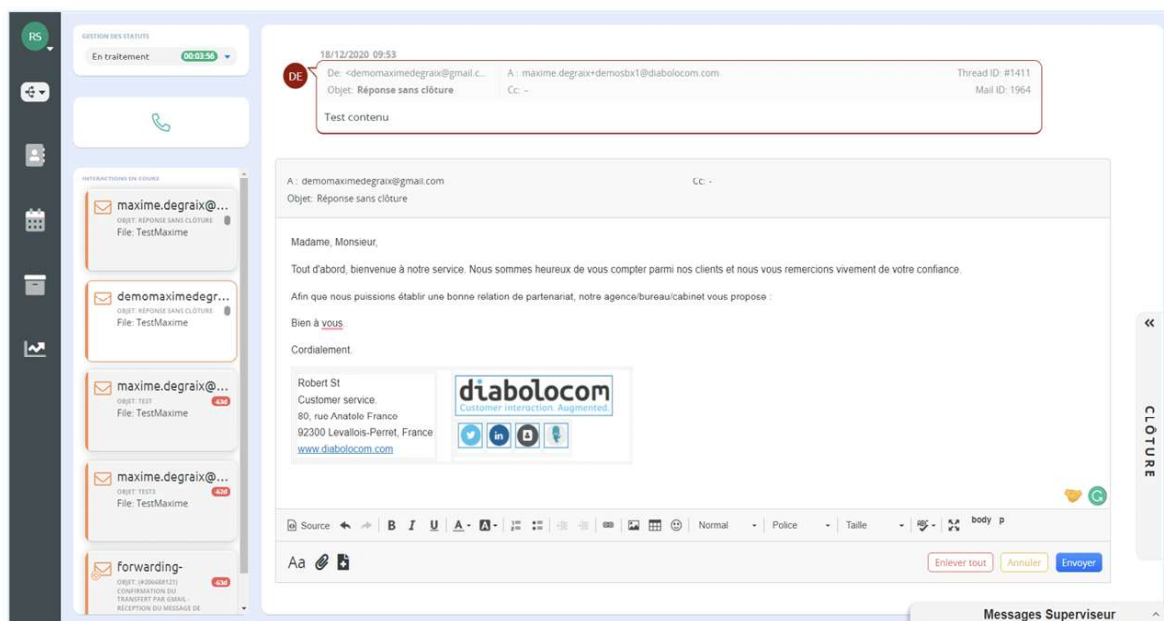 RS
GESTION DES STATUTS
En traitement 00:03:56
INTERACTIONS EN COURS
maxime.degraix@...
OBJET: RÉPONSE SANS CLÔTURE
File: TestMaxime
demomaximedegr...
OBJET: RÉPONSE SANS CLÔTURE
File: TestMaxime
maxime.degraix@...
OBJET: TEST
43d
File: TestMaxime
maxime.degraix@...
OBJET: TEST3
43d
File: TestMaxime
forwarding-
OBJET: (#206688121)
43d
CONFIRMATION DU
TRANSFERT PAR GMAIL -
RÉCEPTION DU MESSAGE DE
18/12/2020 09:53
DE
De: <demomaximedegraix@gmail.c... A : maxime.degraix+demosbx1@diabolocom.com Thread ID: #1411
Objet: Réponse sans clôture Cc: - Mail ID: 1964
Test contenu
A : demomaximedegraix@gmail.com Cc: -
Objet: Réponse sans clôture
Madame, Monsieur,
Tout d'abord, bienvenue à notre service. Nous sommes heureux de vous compter parmi nos clients et nous vous remercions vivement de votre confiance.
Afin que nous puissions établir une bonne relation de partenariat, notre agence/bureau/cabinet vous propose :
Bien à vous.
Cordialement.
Robert St
Customer service.
80, rue Anatole France
92300 Levallois-Perret, France
www.diabolocom.com
diabolocom
Customer interaction. Augmented.
Source B I U A A Normal Police Taille ABC body p
Aa
Enlever tout Annuler Envoyer
CLÔTURE
Messages Superviseur